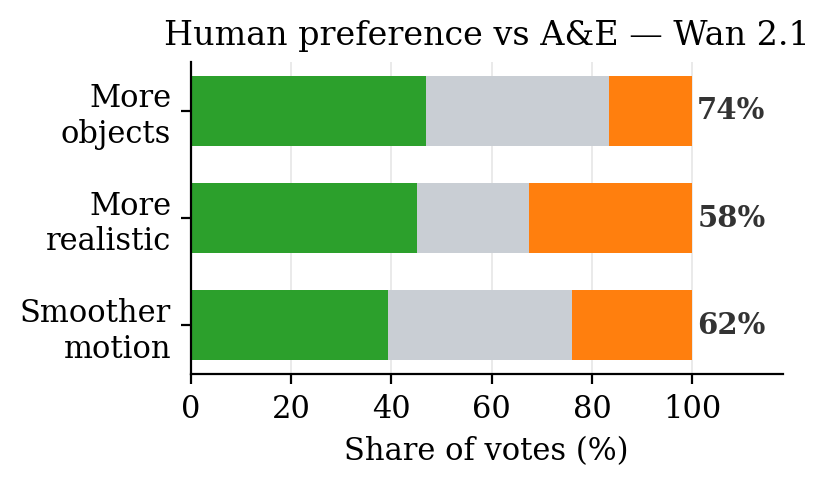 Human preference vs A&E — Wan 2.1
More
objects
74%
More
realistic
58%
Smoother
motion
62%
0 20 40 60 80 100
Share of votes (%)